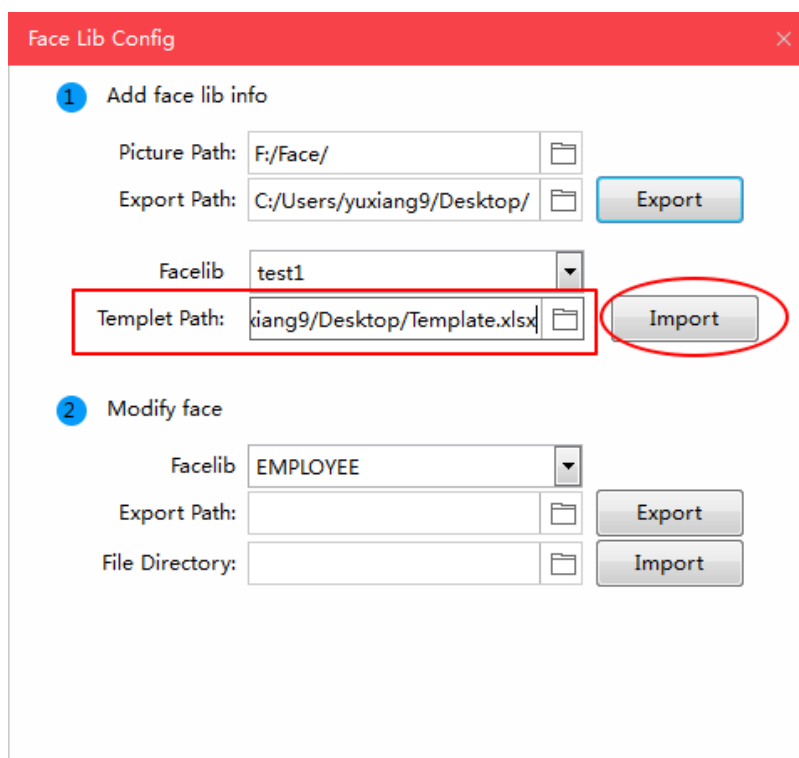 Face Lib Config
1 Add face lib info
Picture Path: F:/Face/
Export Path: C:/Users/yuxiang9/Desktop/ Export
Facelib test1
Templet Path: xiang9/Desktop/Template.xlsx Import
2 Modify face
Facelib EMPLOYEE
Export Path: Export
File Directory: Import